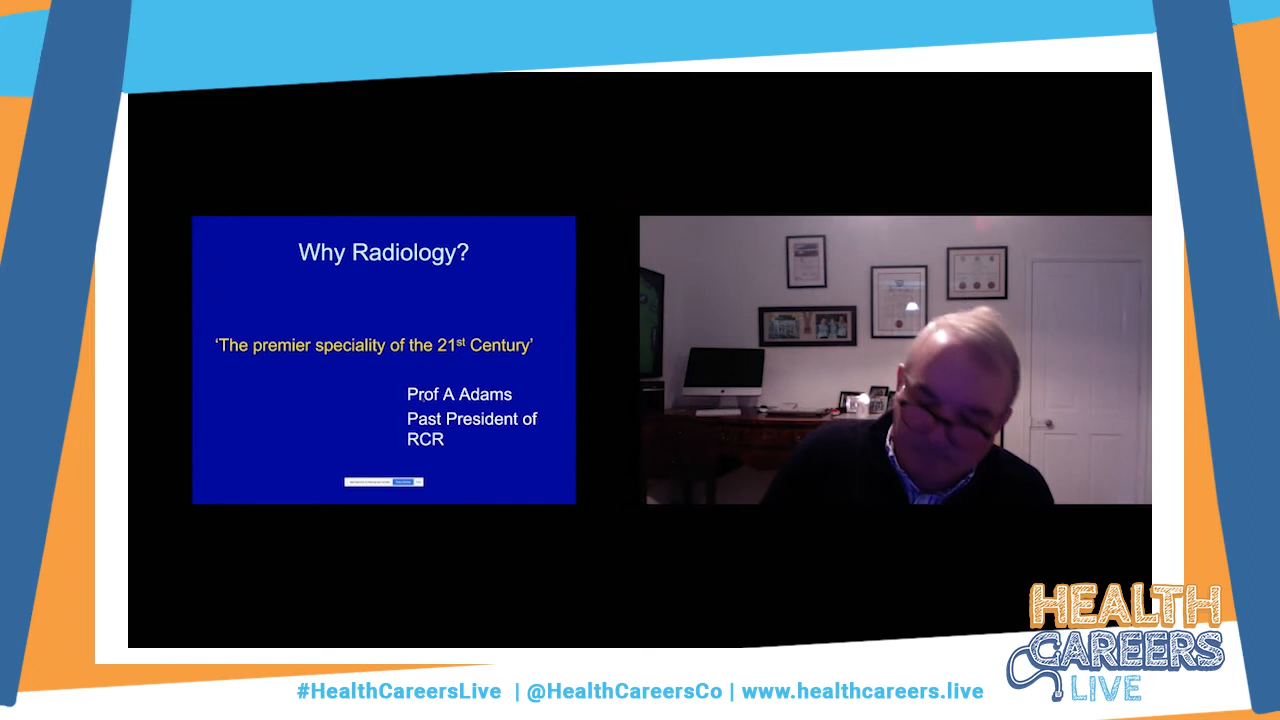 Why Radiology?
‘The premier speciality of the 21st Century’
Prof A Adams
Past President of
RCR
HEALTH
CAREERS
LIVE
#HealthCareersLive | @HealthCareersCo | www.healthcareers.live